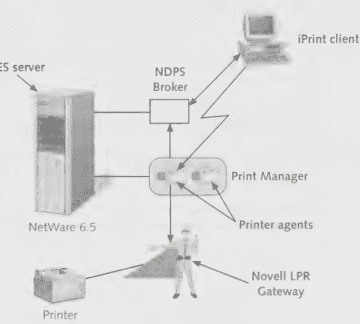 iPrint client
ES server
NDPS
Broker
Print Manager
Printer agents
NetWare 6.5
Novell LPR
Gateway
Printer